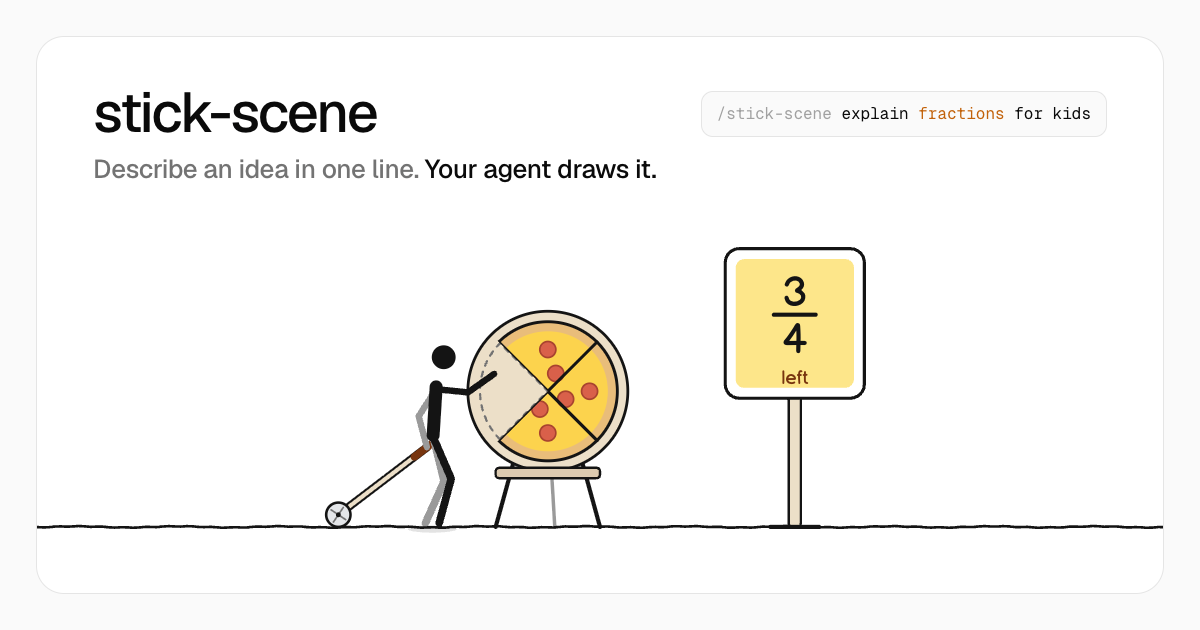 stick-scene
/stick-scene explain fractions for kids
Describe an idea in one line. Your agent draws it.
3
4
left